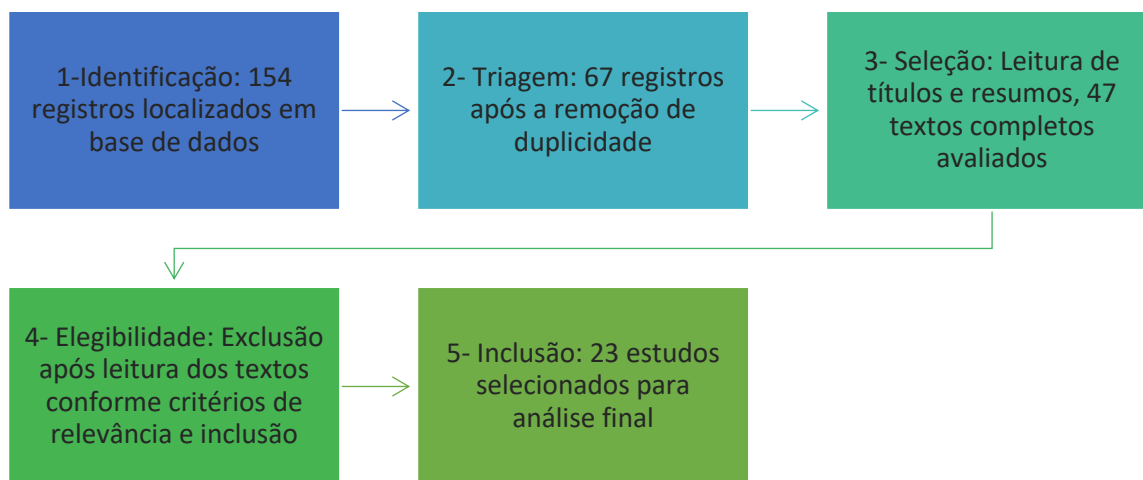 1-Identificação: 154
registros localizados em
base de dados
2- Triagem: 67 registros
após a remoção de
duplicidade
3- Seleção: Leitura de
títulos e resumos, 47
textos completos
avaliados
4- Elegibilidade: Exclusão
após leitura dos textos
conforme critérios de
relevância e inclusão
5- Inclusão: 23 estudos
selecionados para
análise final